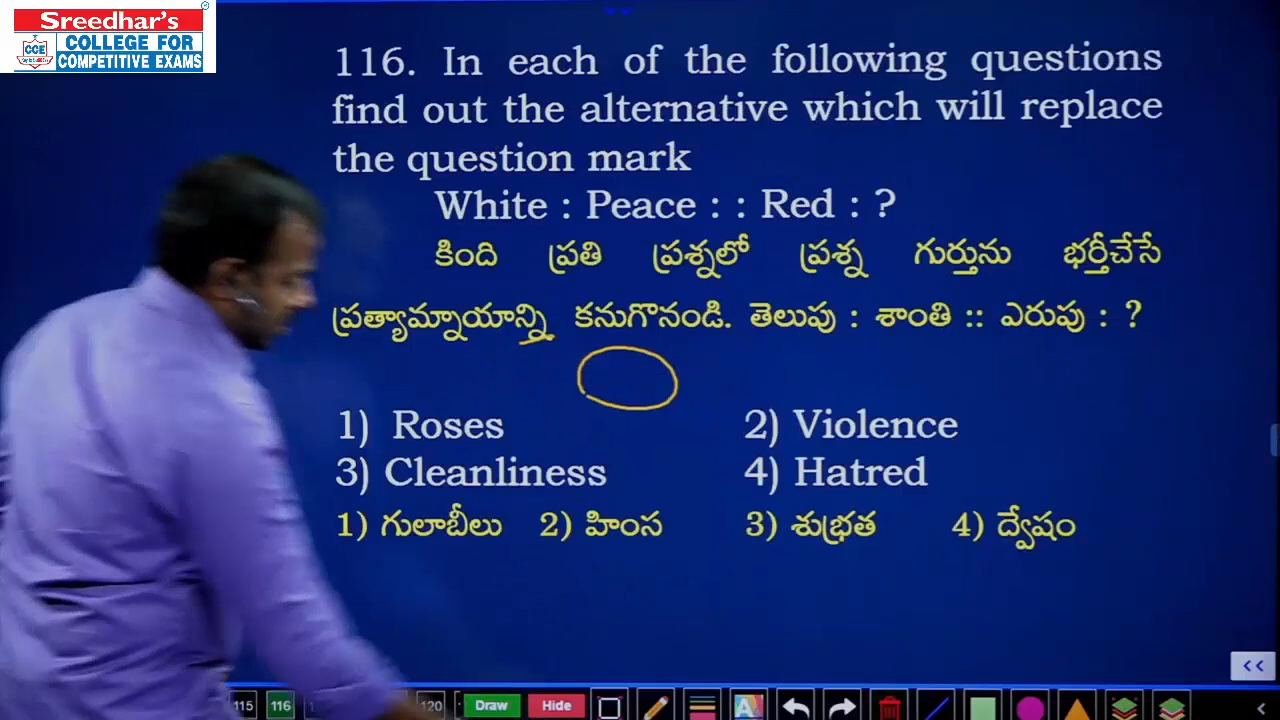 Sreedhar's
CCE
COLLEGE FOR
COMPETITIVE EXAMS
116. In each of the following questions
find out the alternative which will replace
the question mark
White : Peace : : Red : ?
కింది ప్రతి ప్రశ్నలో ప్రశ్న గుర్తును భర్తీచేసే
ప్రత్యామ్నాయాన్ని కనుగొనండి. తెలుపు : శాంతి :: ఎరుపు : ?
1) Roses 2) Violence
3) Cleanliness 4) Hatred
1) గులాబీలు 2) హింస 3) శుభ్రత 4) ద్వేషం
<<
115 116 120 Draw Hide A <